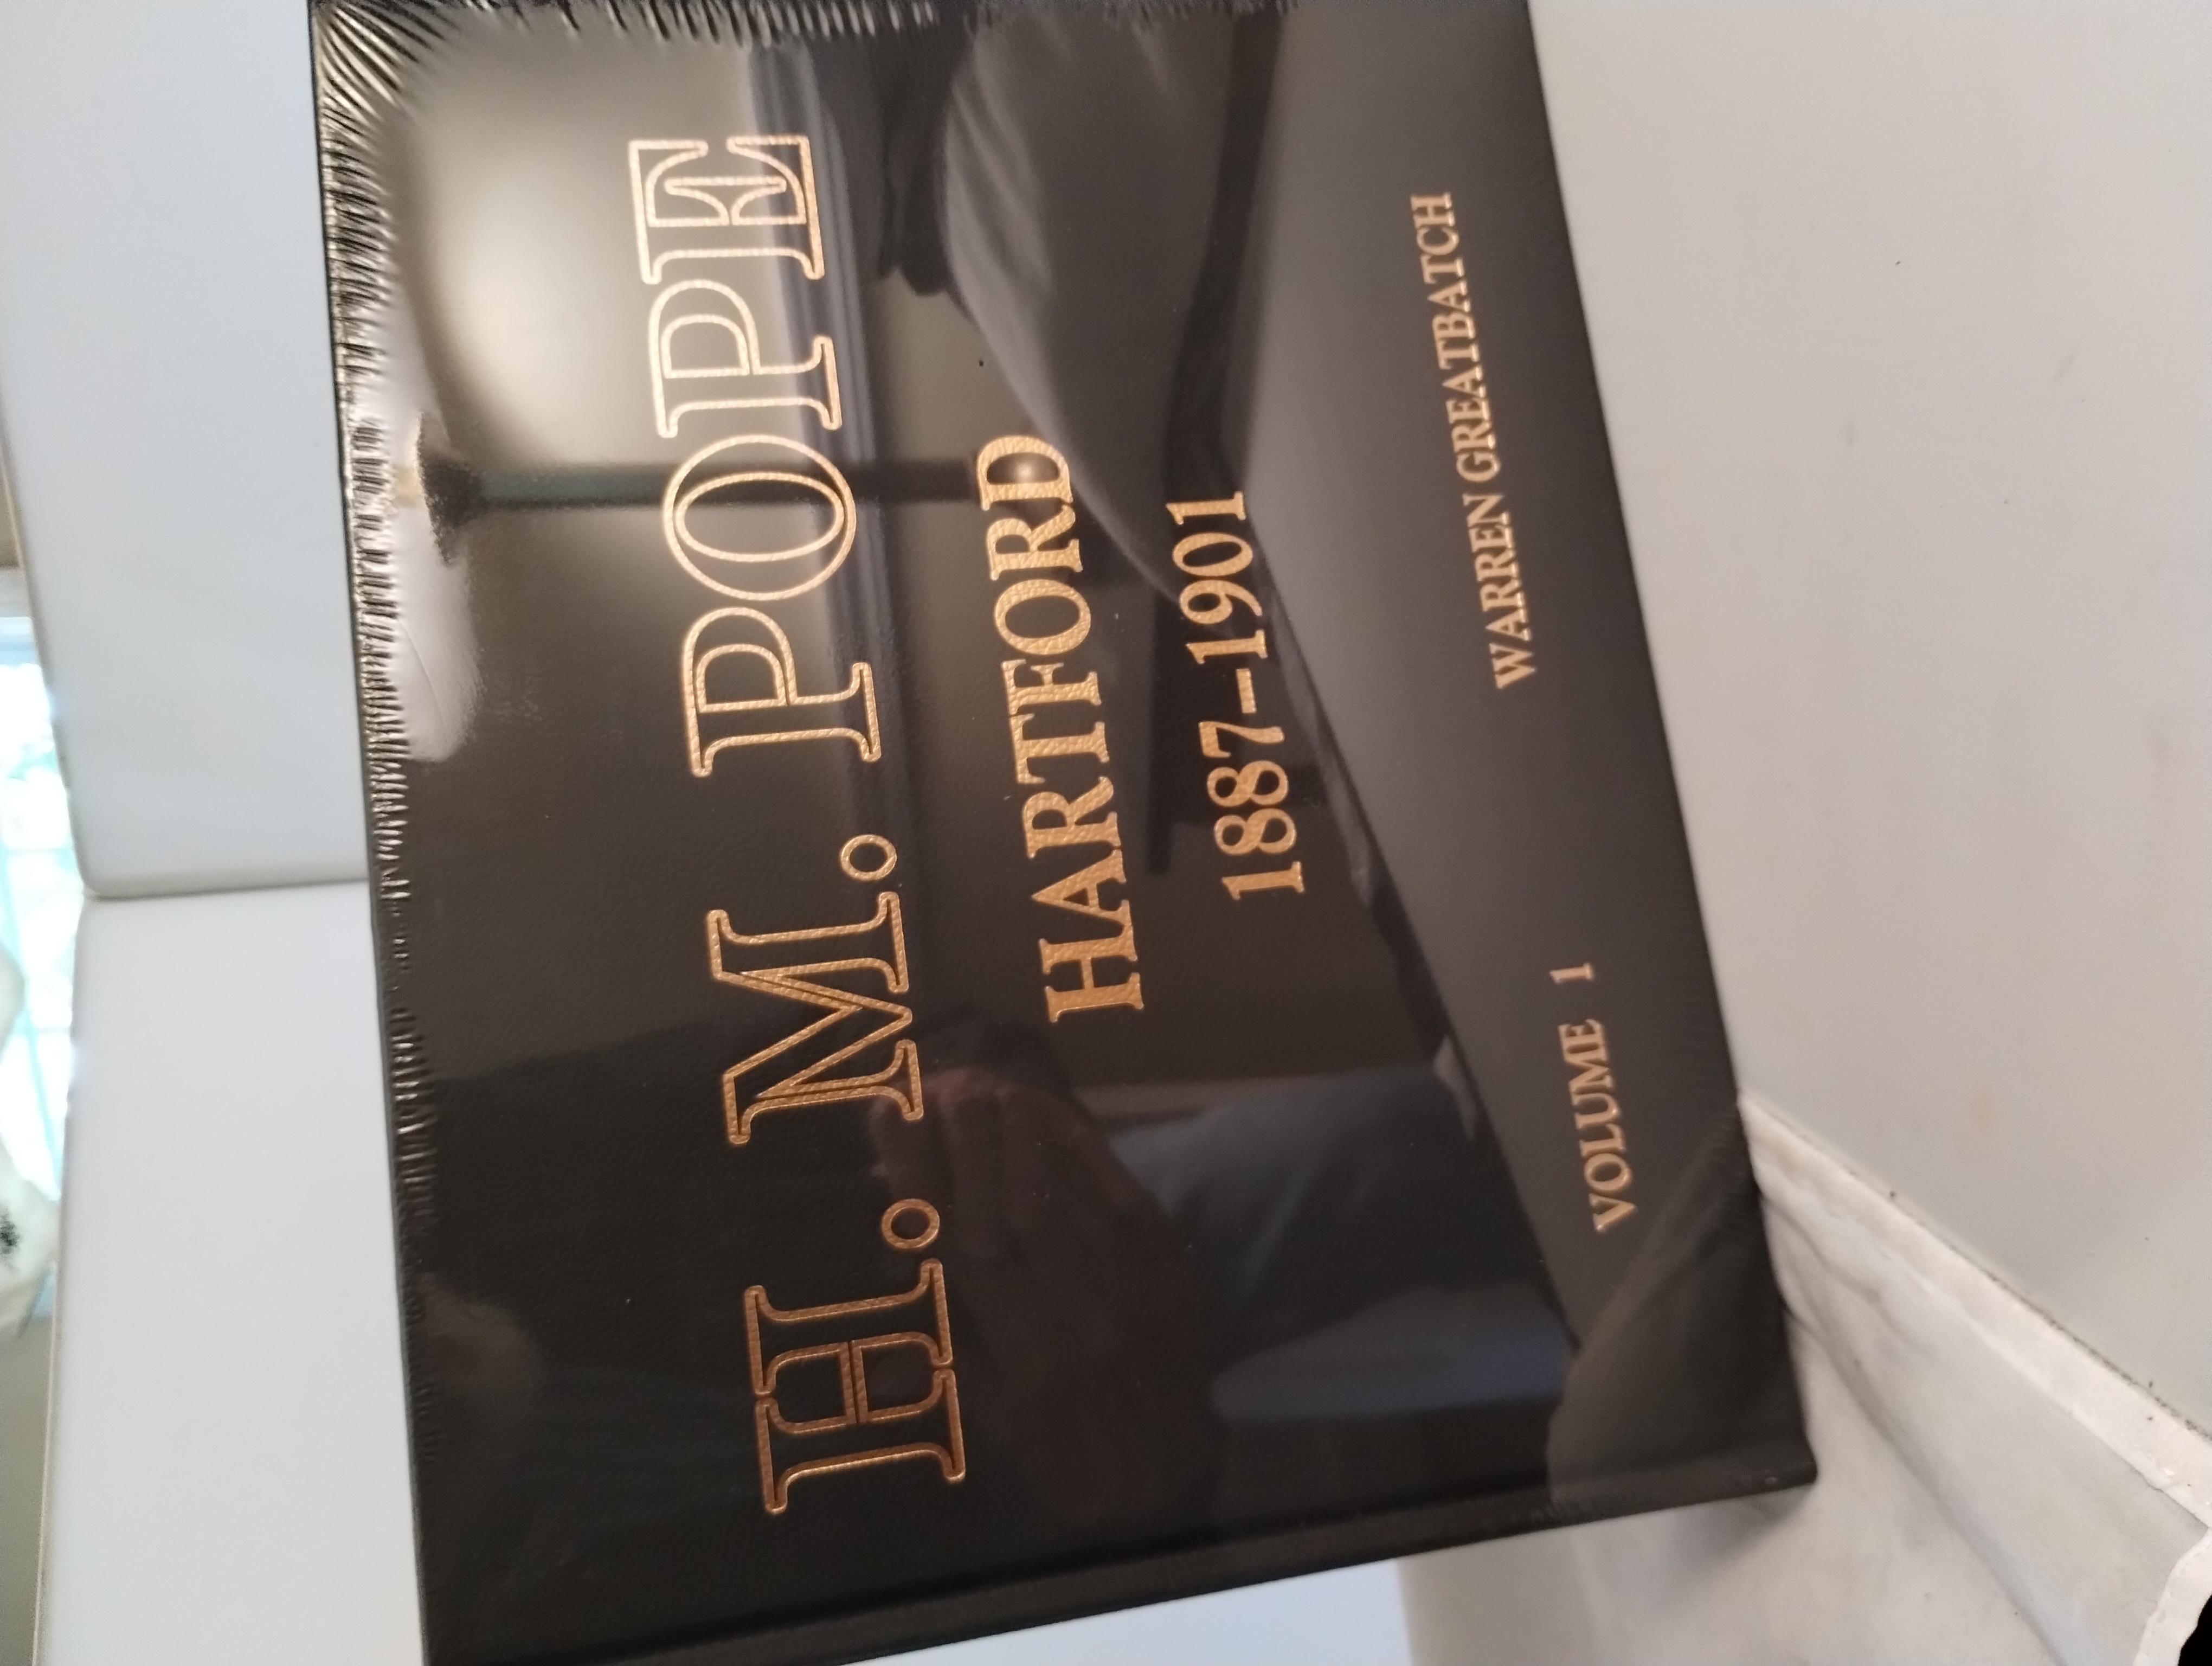 H. M. POPE
HARTFORD
1887–1901
VOLUME 1 WARREN GREATBATCH